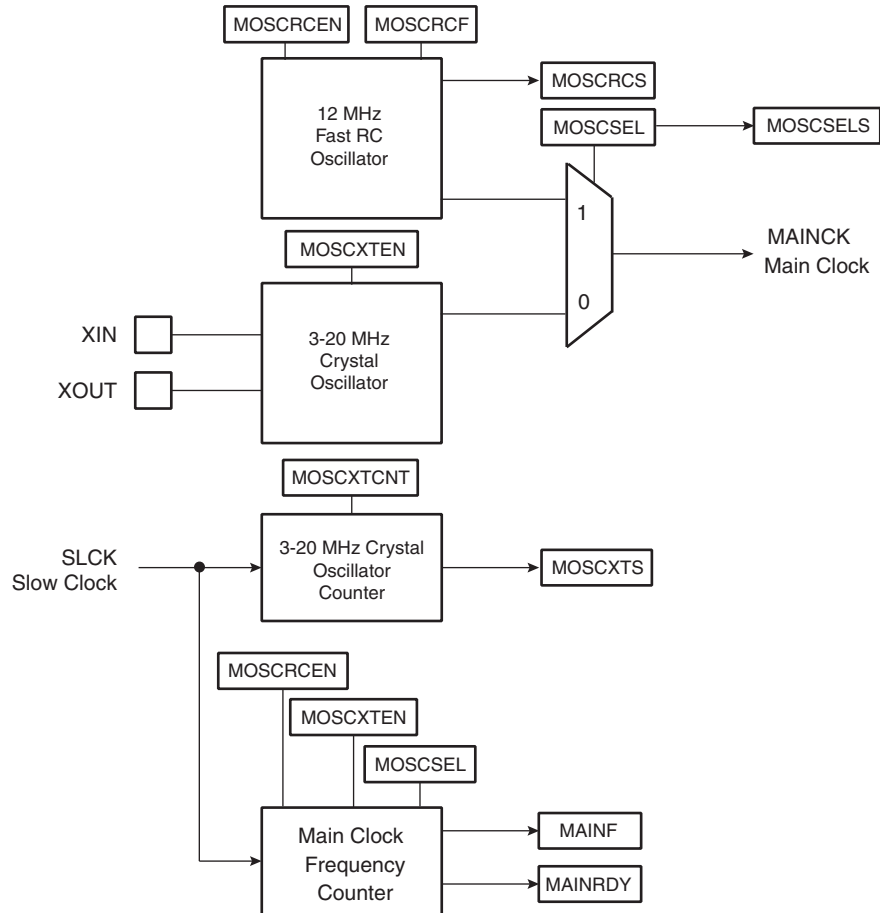 MOSCRCEN
MOSCRCF
12 MHz
Fast RC
Oscillator
MOSCRCS
MOSCSEL
MOSCSELS
1
0
MAINCK
Main Clock
MOSCXTEN
XIN
XOUT
3-20 MHz
Crystal
Oscillator
MOSCXTCNT
SLCK
Slow Clock
3-20 MHz Crystal
Oscillator
Counter
MOSCXTS
MOSCRCEN
MOSCXTEN
MOSCSEL
Main Clock
Frequency
Counter
MAINF
MAINRDY